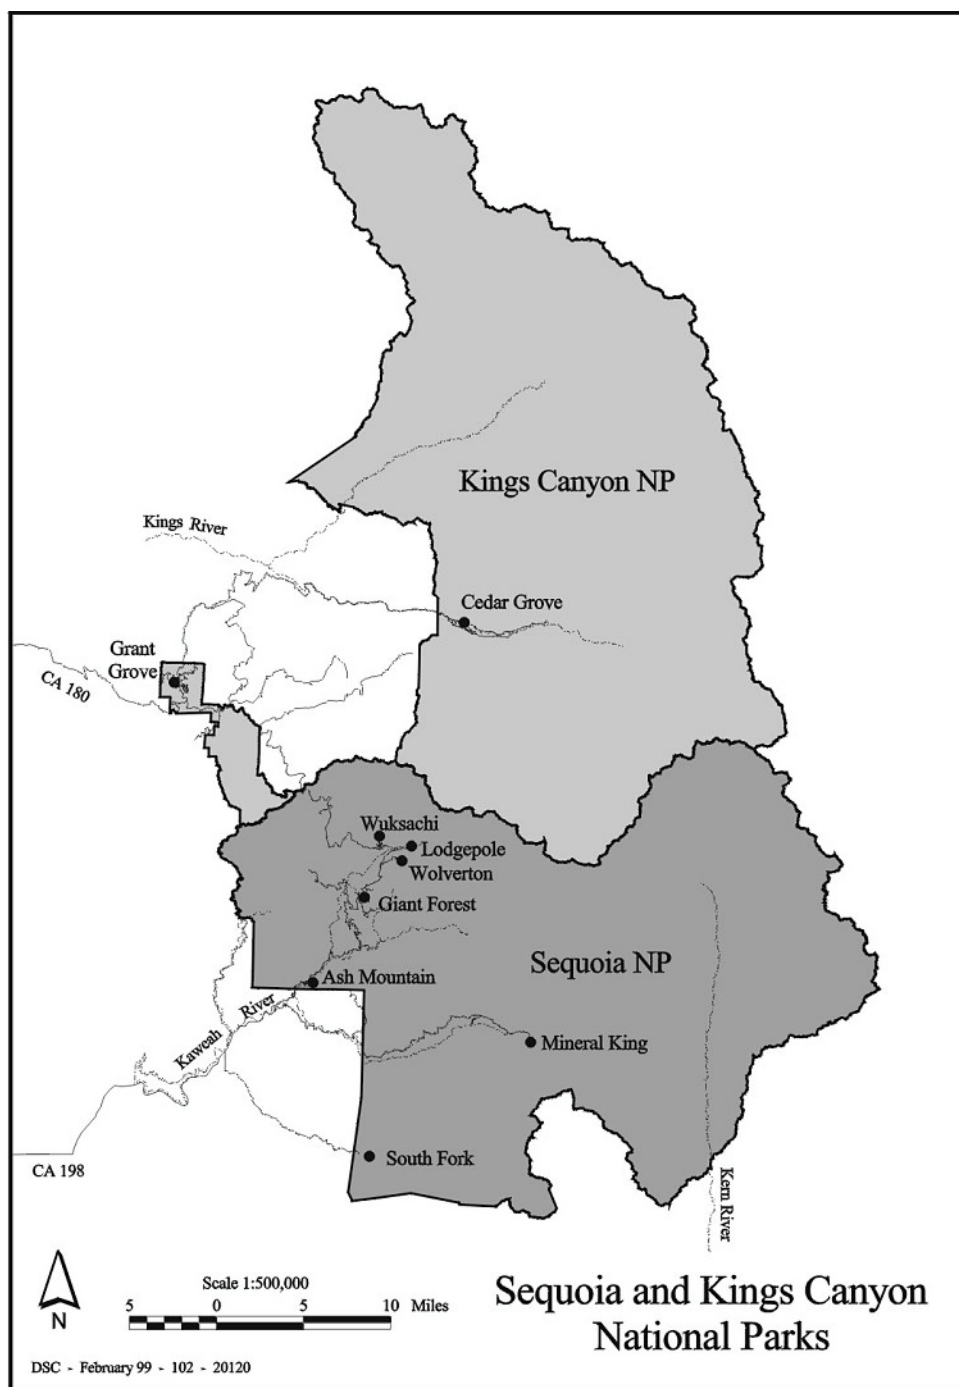 Kings Canyon NP
Kings River
Cedar Grove
Grant
Grove
CA 180
Wuksachi
Lodgepole
Wolverton
Giant Forest
Sequoia NP
Ash Mountain
Kaweah River
Mineral King
South Fork
CA 198
Kern River
N
Scale 1:500,000
5 0 5 10 Miles
Sequoia and Kings Canyon
National Parks
DSC - February 99 - 102 - 20120